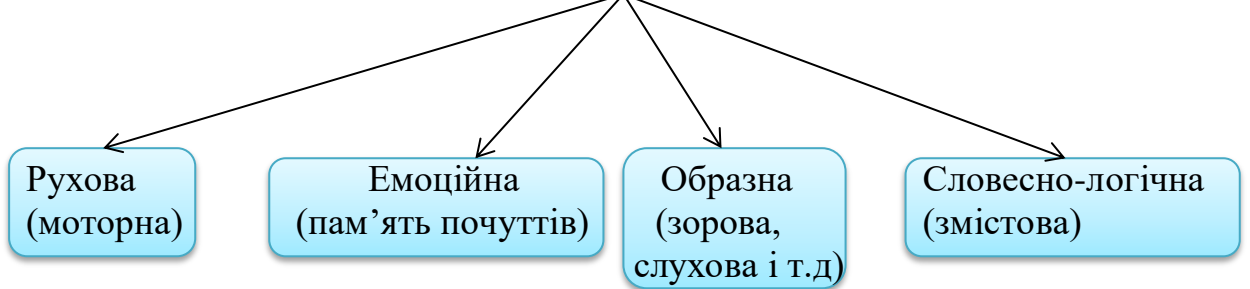 Рухова
(моторна)
Емоційна
(пам’ять почуттів)
Образна
(зорова,
слухова і т.д)
Словесно-логічна
(змістова)